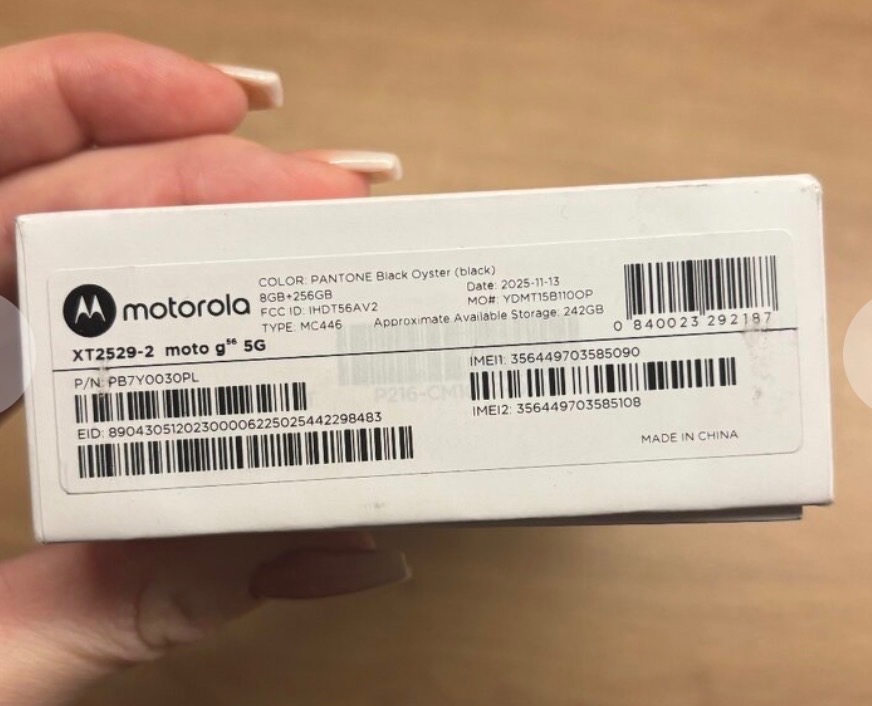 motorola
COLOR: PANTONE Black Oyster (black)
8GB+256GB
FCC ID: IHDT56AV2
TYPE: MC446
Date: 2025-11-13
MO#: YDMT15B110OP
Approximate Available Storage: 242GB
0 840023 292187
XT2529-2 moto g⁵⁶ 5G
P/N: PB7Y0030PL
EID: 89043051202300006225025442298483
IMEI1: 356449703585090
IMEI2: 356449703585108
MADE IN CHINA